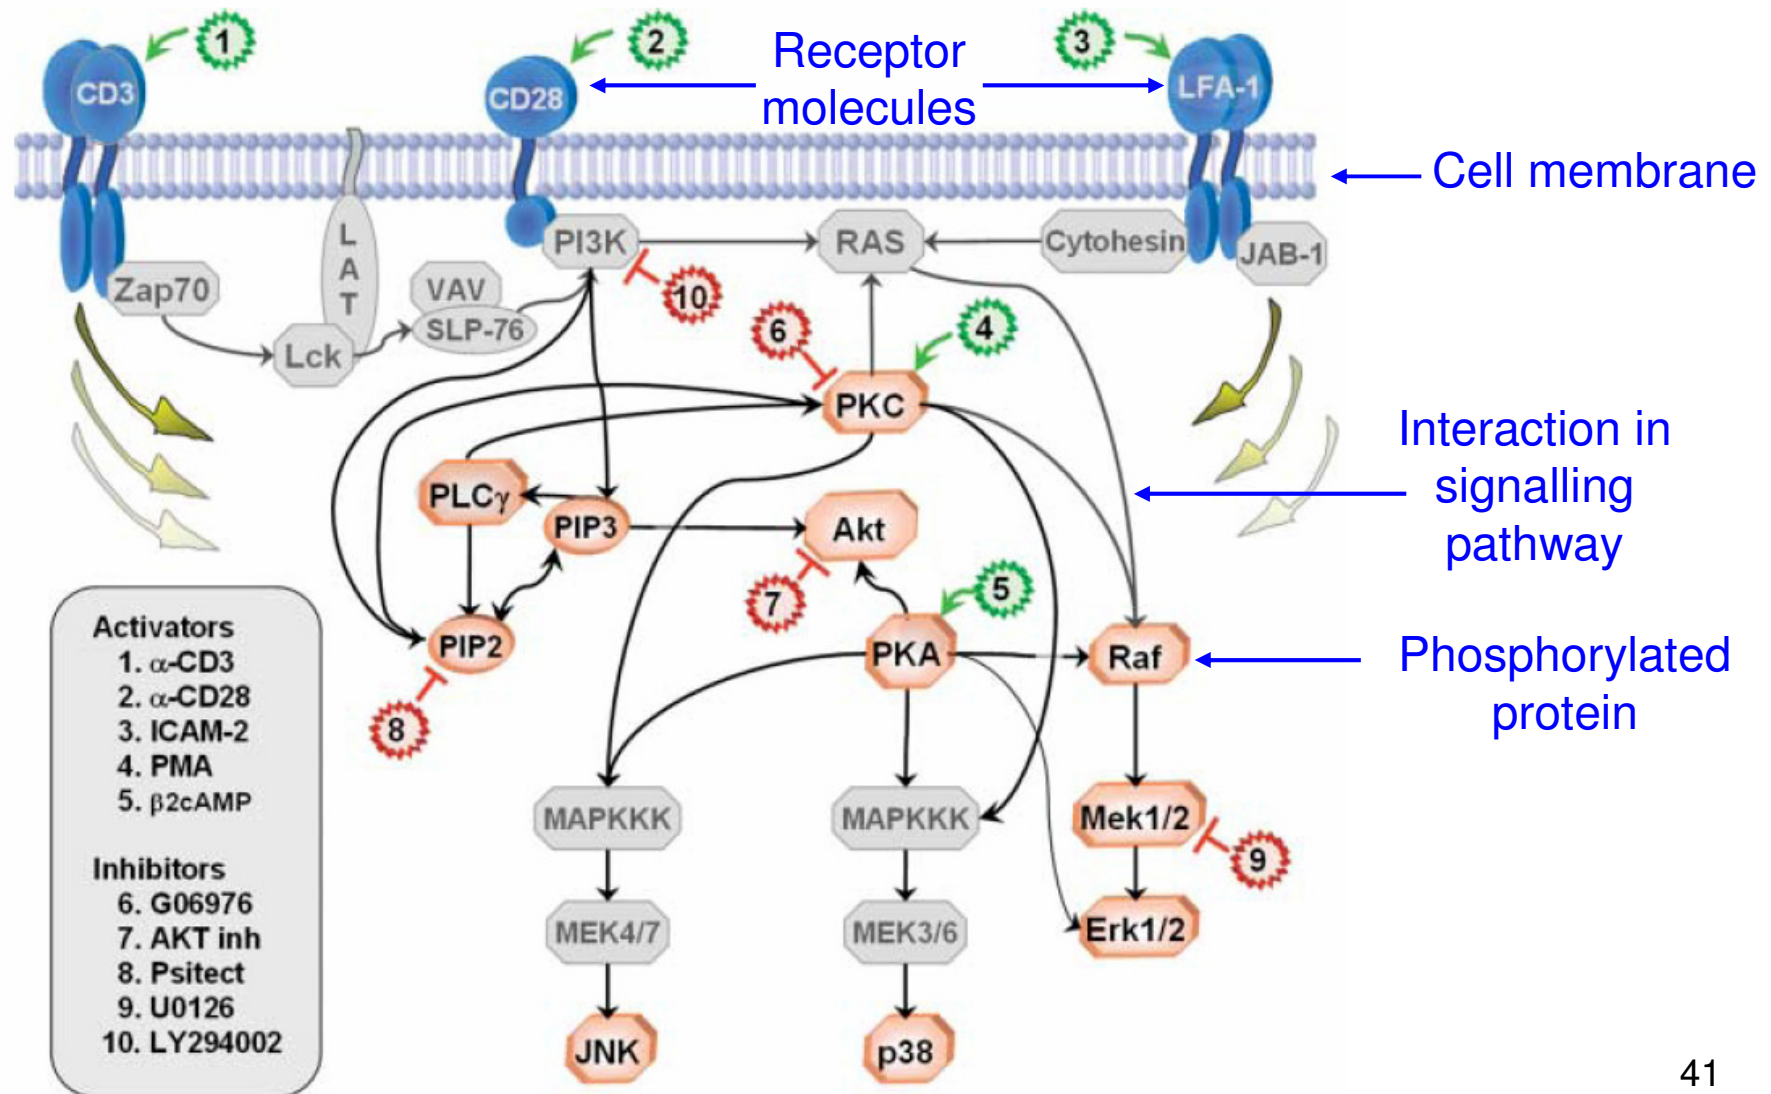 1
2
3
Receptor
molecules
CD3
CD28
LFA-1
Cell membrane
PI3K
RAS
Cytohesin
JAB-1
L
A
T
Zap70
VAV
SLP-76
Lck
10
6
4
PKC
Interaction in
signalling
pathway
PLCγ
PIP3
Akt
7
5
PIP2
PKA
Raf
Phosphorylated
protein
8
Activators
1. α-CD3
2. α-CD28
3. ICAM-2
4. PMA
5. β2cAMP
Inhibitors
6. G06976
7. AKT inh
8. Psitect
9. U0126
10. LY294002
MAPKKK
MAPKKK
Mek1/2
9
MEK4/7
MEK3/6
Erk1/2
JNK
p38
41